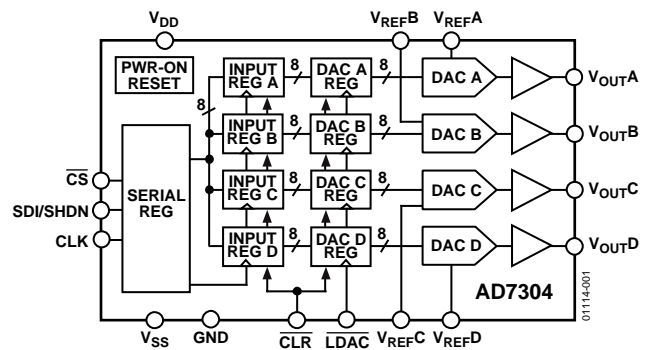 VDD
VREFB
VREFA
PWR-ON
RESET
8
INPUT
REG A
8
DAC A
REG
8
DAC A
VOUTA
INPUT
REG B
8
DAC B
REG
8
DAC B
VOUTB
CS
SDI/SHDN
CLK
SERIAL
REG
INPUT
REG C
8
DAC C
REG
8
DAC C
VOUTC
INPUT
REG D
8
DAC D
REG
8
DAC D
VOUTD
AD7304
01114-001
VSS
GND
CLR
LDAC
VREFC
VREFD